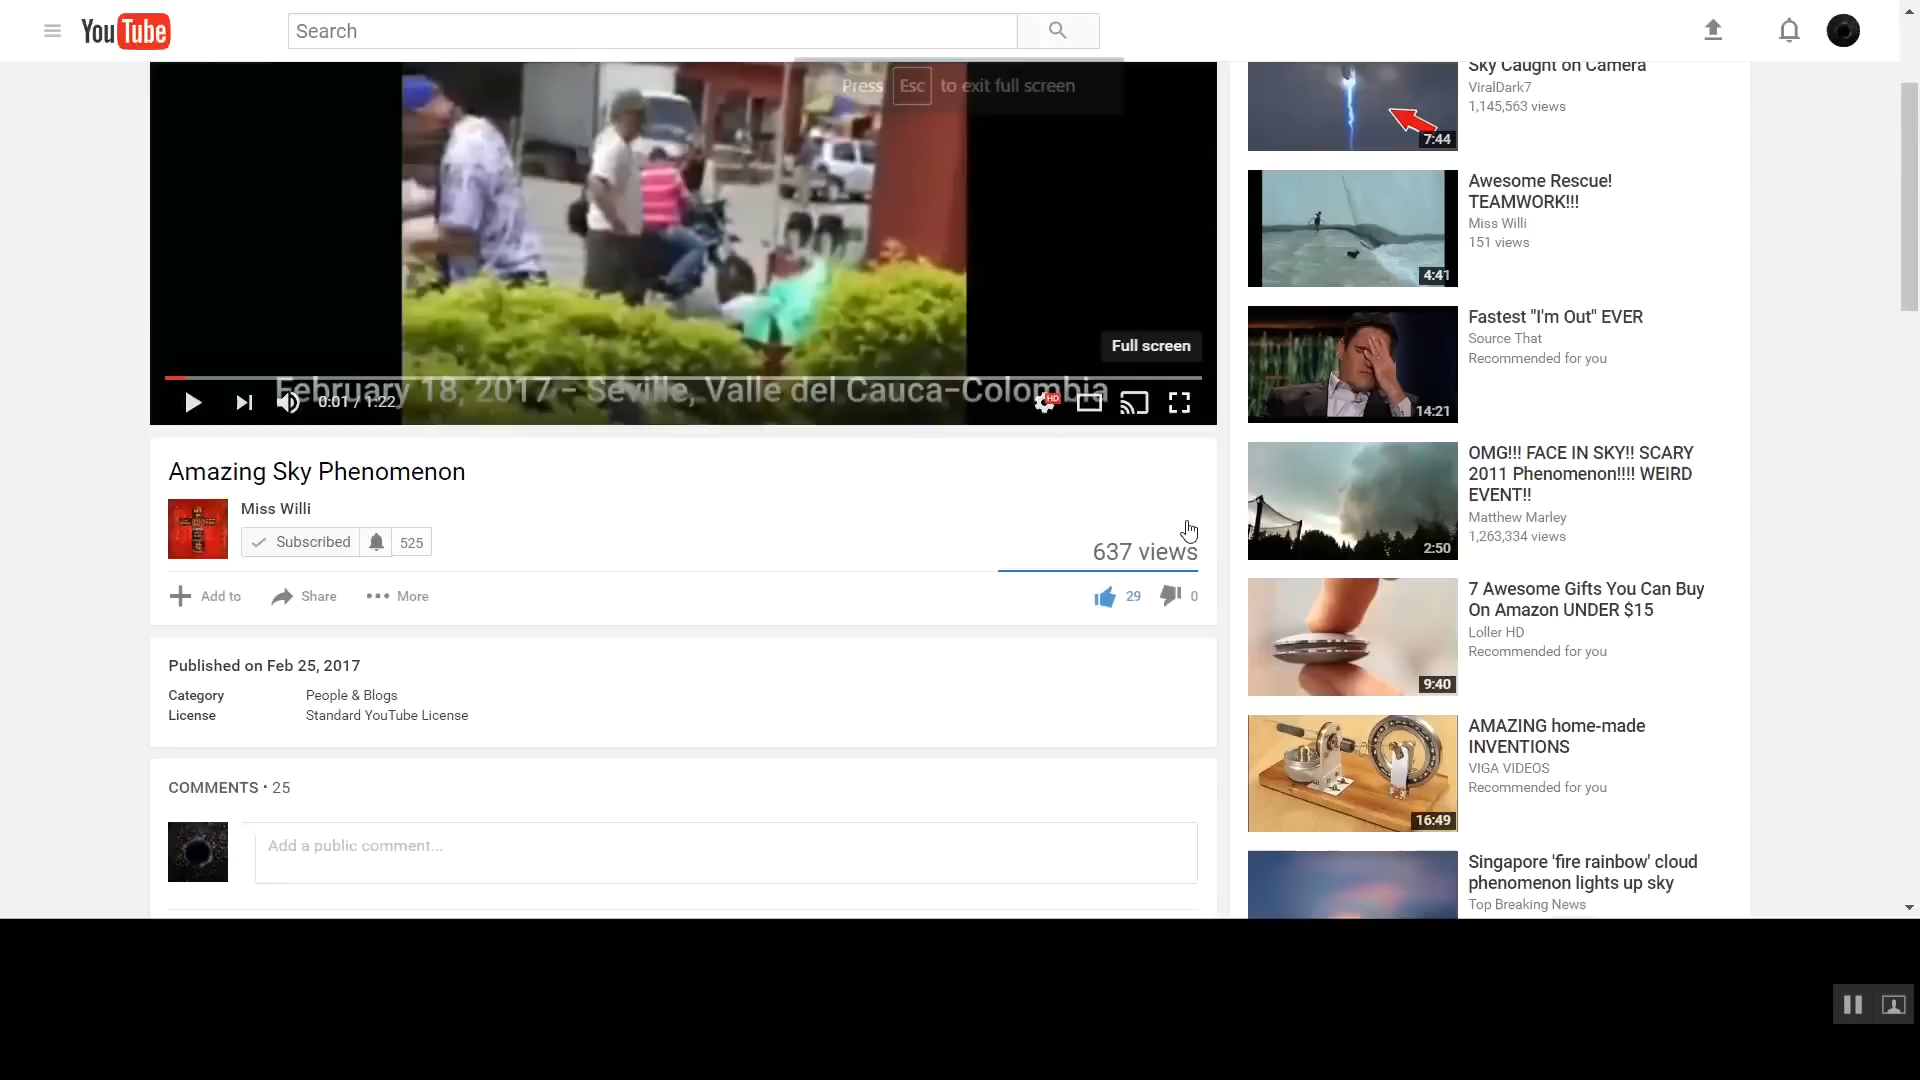 YouTube
Search
Press Esc to exit full screen
Full screen
February 18, 2017 - Seville, Valle del Cauca-Colombia
0:01 / 1:22
HD
Amazing Sky Phenomenon
Miss Willi
Subscribed 525
637 views
Add to Share More 29 0
Published on Feb 25, 2017
Category People & Blogs
License Standard YouTube License
COMMENTS • 25
Add a public comment...
Sky Caught on Camera
ViralDark7
1,145,563 views
7:44
Awesome Rescue!
TEAMWORK!!!
Miss Willi
151 views
4:41
Fastest "I'm Out" EVER
Source That
Recommended for you
14:21
OMG!!! FACE IN SKY!! SCARY
2011 Phenomenon!!!! WEIRD
EVENT!!
Matthew Marley
1,263,334 views
2:50
7 Awesome Gifts You Can Buy
On Amazon UNDER $15
Loller HD
Recommended for you
9:40
AMAZING home-made
INVENTIONS
VIGA VIDEOS
Recommended for you
16:49
Singapore 'fire rainbow' cloud
phenomenon lights up sky
Top Breaking News